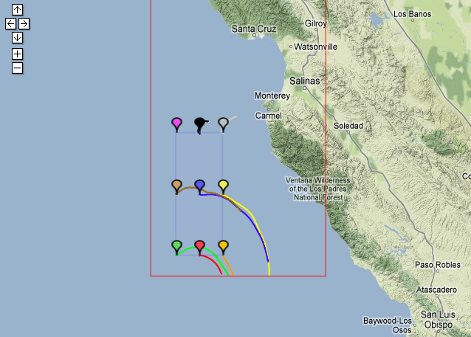 Los Banos
Gilroy
Santa Cruz
Watsonville
Salinas
Monterey
Carmel
Soledad
Ventana Wilderness
of the Los Padres
National Forest
Co
Paso Robles
Atascadero
San Luis
Obispo
Baywood-Los
Osos